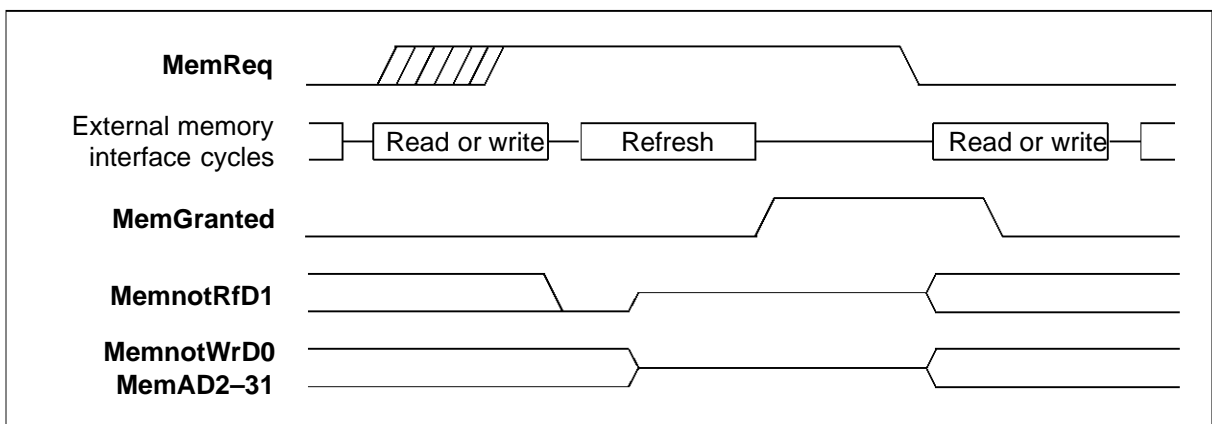 MemReq
External memory
interface cycles
Read or write
Refresh
Read or write
MemGranted
MemnotRfD1
MemnotWrD0
MemAD2–31